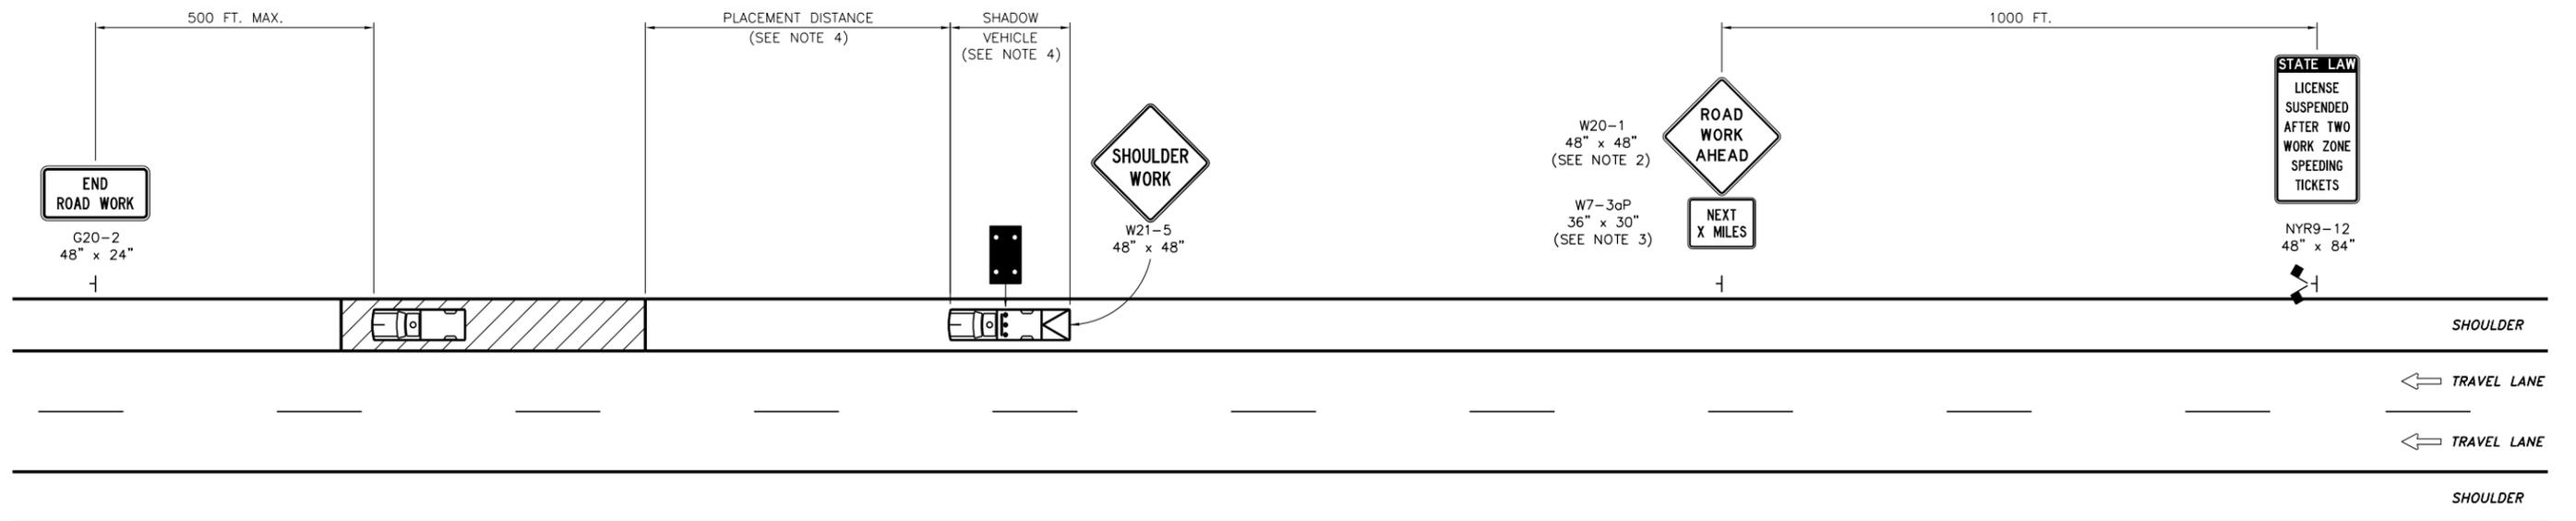 500 FT. MAX.
PLACEMENT DISTANCE
(SEE NOTE 4)
SHADOW
VEHICLE
(SEE NOTE 4)
1000 FT.
END
ROAD WORK
G20-2
48" x 24"
SHOULDER
WORK
W21-5
48" x 48"
W20-1
48" x 48"
(SEE NOTE 2)
ROAD
WORK
AHEAD
W7-3aP
36" x 30"
(SEE NOTE 3)
NEXT
X MILES
STATE LAW
LICENSE
SUSPENDED
AFTER TWO
WORK ZONE
SPEEDING
TICKETS
NYR9-12
48" x 84"
SHOULDER
TRAVEL LANE
TRAVEL LANE
SHOULDER